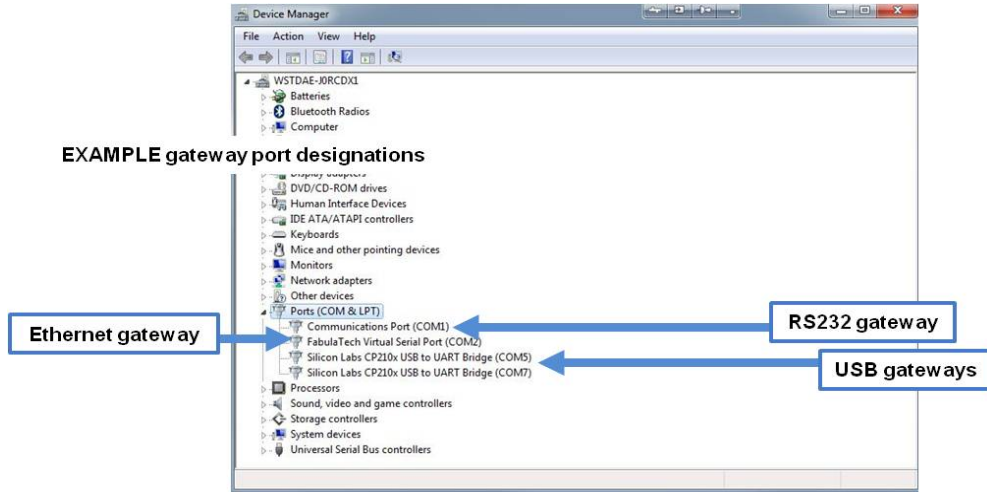 Device Manager
File Action View Help
WSTDAE-J0RCDX1
Batteries
Bluetooth Radios
Computer
EXAMPLE gateway port designations
Display adapters
DVD/CD-ROM drives
Human Interface Devices
IDE ATA/ATAPI controllers
Keyboards
Mice and other pointing devices
Monitors
Network adapters
Other devices
Ports (COM & LPT)
Communications Port (COM1)
RS232 gateway
Ethernet gateway
FabulaTech Virtual Serial Port (COM2)
Silicon Labs CP210x USB to UART Bridge (COM5)
USB gateways
Silicon Labs CP210x USB to UART Bridge (COM7)
Processors
Sound, video and game controllers
Storage controllers
System devices
Universal Serial Bus controllers